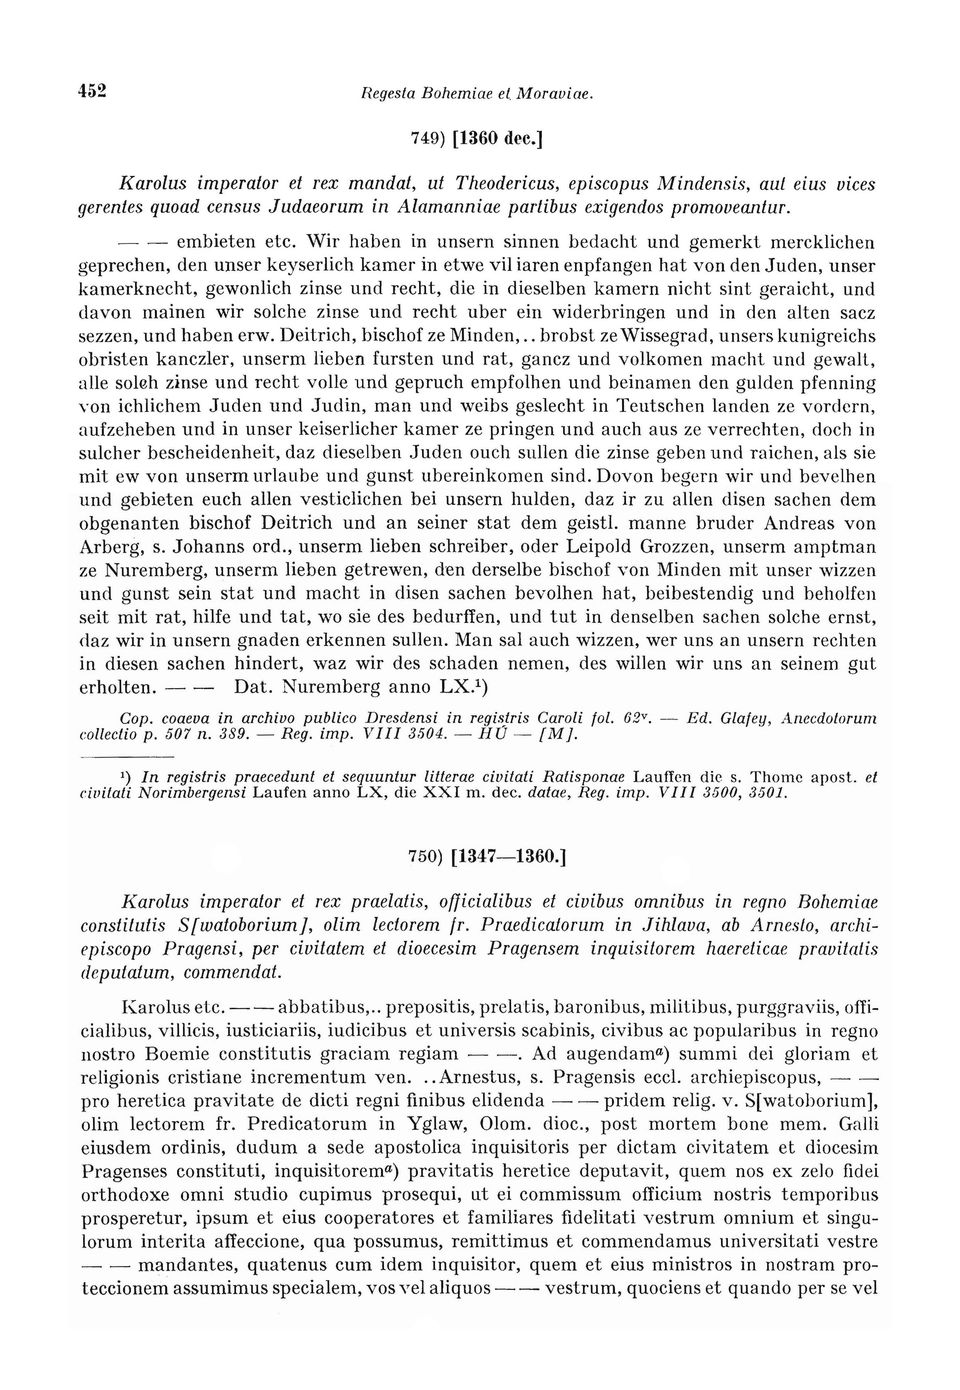 452 Regesta Bohemiae et Moraviae.
749) [1360 dec.]
Karolus imperator et rex mandat, ut Theodericus, episcopus Mindensis, aut eius vices
gerentes quoad census Judaeorum in Alamanniae partibus exigendos promoveantur.
— — embieten etc. Wir haben in unsern sinnen bedacht und gemerkt mercklichen
geprechen, den unser keyserlich kamer in etwe vil iaren enpfangen hat von den Juden, unser
kamerknecht, gewonlich zinse und recht, die in dieselben kamern nicht sint geraicht, und
davon mainen wir solche zinse und recht uber ein widerbringen und in den alten sacz
sezzen, und haben erw. Deitrich, bischof ze Minden,.. brobst ze Wissegrad, unsers kunigreichs
obristen kanczler, unserm lieben fursten und rat, gancz und volkomen macht und gewalt,
alle solch zinse und recht volle und gepruch empfolhen und beinamen den gulden pfenning
von ichlichem Juden und Judin, man und weibs geslecht in Teutschen landen ze vordern,
aufzeheben und in unser keiserlicher kamer ze pringen und auch aus ze verrechten, doch in
sulcher bescheidenheit, daz dieselben Juden ouch sullen die zinse geben und raichen, als sie
mit ew von unserm urlaube und gunst ubereinkomen sind. Dovon begern wir und bevelhen
und gebieten euch allen vesticlichen bei unsern hulden, daz ir zu allen disen sachen dem
obgenanten bischof Deitrich und an seiner stat dem geistl. manne bruder Andreas von
Arberg, s. Johanns ord., unserm lieben schreiber, oder Leipold Grozzen, unserm amptman
ze Nuremberg, unserm lieben getrewen, den derselbe bischof von Minden mit unser wizzen
und gunst sein stat und macht in disen sachen bevolhen hat, beibestendig und beholfen
seit mit rat, hilfe und tat, wo sie des bedurffen, und tut in denselben sachen solche ernst,
daz wir in unsern gnaden erkennen sullen. Man sal auch wizzen, wer uns an unsern rechten
in diesen sachen hindert, waz wir des schaden nemen, des willen wir uns an seinem gut
erholten. — — Dat. Nuremberg anno LX.¹)
Cop. coaeva in archivo publico Dresdensi in registris Caroli fol. 62ᵛ. — Ed. Glafey, Anecdotorum
collectio p. 507 n. 389. — Reg. imp. VIII 3504. — HÚ — [M].
¹) In registris praecedunt et sequuntur litterae civitati Ratisponae Lauffen die s. Thome apost. et
civitati Norimbergensi Laufen anno LX, die XXI m. dec. datae, Reg. imp. VIII 3500, 3501.
750) [1347—1360.]
Karolus imperator et rex praelatis, officialibus et civibus omnibus in regno Bohemiae
constitutis S[watoborium], olim lectorem fr. Praedicatorum in Jihlava, ab Arnesto, archi-
episcopo Pragensi, per civitatem et dioecesim Pragensem inquisitorem haereticae pravitatis
deputatum, commendat.
Karolus etc. — — abbatibus,.. prepositis, prelatis, baronibus, militibus, purggraviis, offi-
cialibus, villicis, iusticiariis, iudicibus et universis scabinis, civibus ac popularibus in regno
nostro Boemie constitutis graciam regiam — —. Ad augendamᵃ) summi dei gloriam et
religionis cristiane incrementum ven. ..Arnestus, s. Pragensis eccl. archiepiscopus, — —
pro heretica pravitate de dicti regni finibus elidenda — — pridem relig. v. S[watoborium],
olim lectorem fr. Predicatorum in Yglaw, Olom. dioc., post mortem bone mem. Galli
eiusdem ordinis, dudum a sede apostolica inquisitoris per dictam civitatem et diocesim
Pragenses constituti, inquisitoremᵃ) pravitatis heretice deputavit, quem nos ex zelo fidei
orthodoxe omni studio cupimus prosequi, ut ei commissum officium nostris temporibus
prosperetur, ipsum et eius cooperatores et familiares fidelitati vestrum omnium et singu-
lorum interita affeccione, qua possumus, remittimus et commendamus universitati vestre
— — mandantes, quatenus cum idem inquisitor, quem et eius ministros in nostram pro-
teccionem assumimus specialem, vos vel aliquos — — vestrum, quociens et quando per se vel